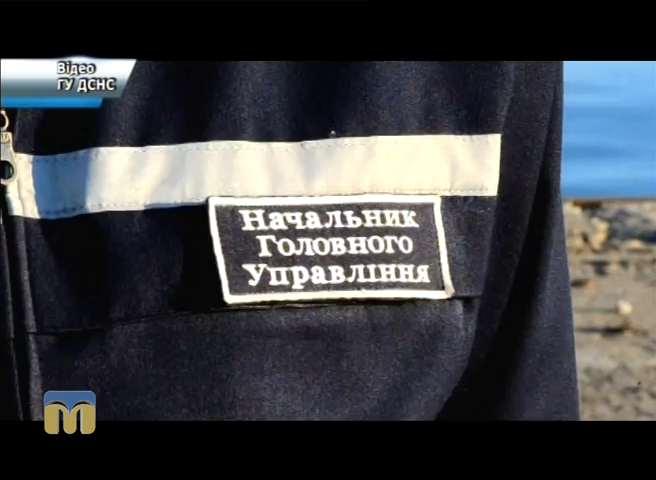 Відео
ГУ ДСНС
Начальник
Головного
Управління
М